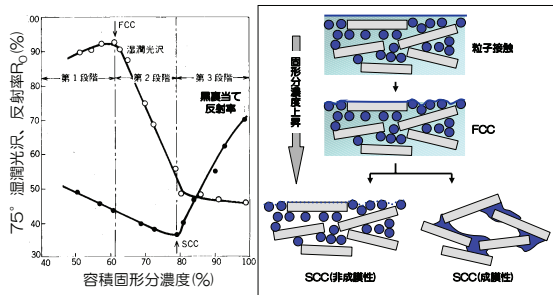 FCC
湿潤光沢
第1段階
第2段階
第3段階
黒裏当て
反射率
SCC
75°湿潤光沢、反射率R₀(%)
00
90
60
50
40
40
50
60
70
80
90
100
容積固形分濃度(%)
固形分濃度上昇
粒子接触
FCC
SCC(非成膜性)
SCC(成膜性)